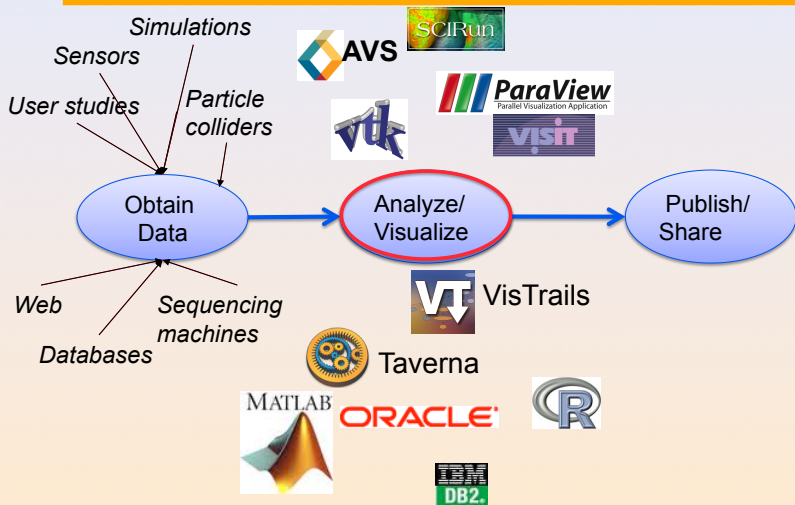 Simulations
Sensors
User studies
Particle
colliders
AVS
SCIRun
ParaView
Parallel Visualization Application
vtk
VISIT
Obtain
Data
Analyze/
Visualize
Publish/
Share
Web
Databases
Sequencing
machines
VT
VisTrails
Taverna
MATLAB
ORACLE®
R
IBM
DB2.